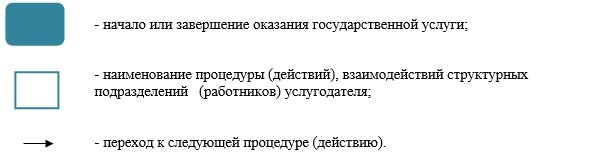 - начало или завершение оказания государственной услуги;
- наименование процедуры (действий), взаимодействий структурных
подразделений (работников) услугодателя;
- переход к следующей процедуре (действию).